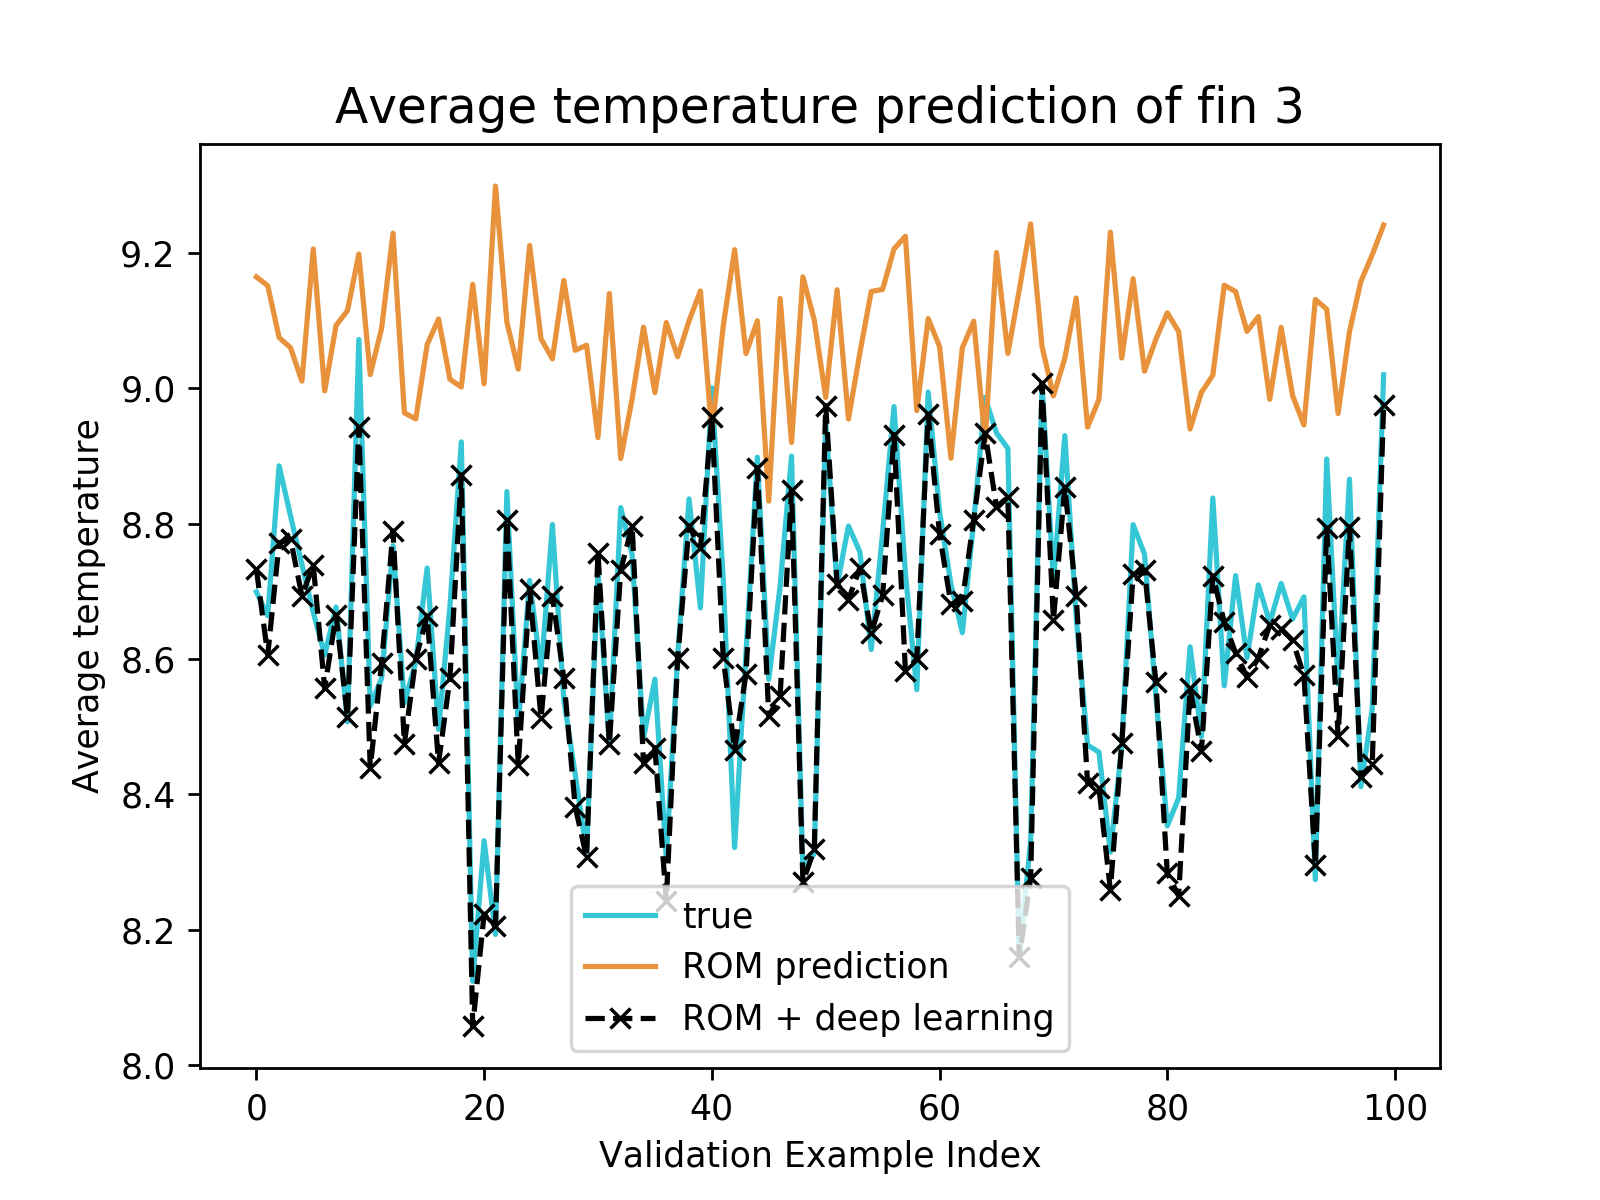 Average temperature prediction of fin 3
Average temperature
9.2
9.0
8.8
8.6
8.4
8.2
8.0
true
ROM prediction
ROM + deep learning
0 20 40 60 80 100
Validation Example Index